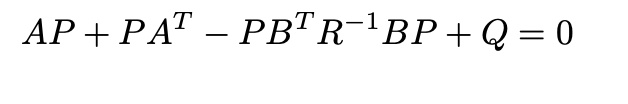 AP + PA^T − PB^T R^{−1} BP + Q = 0